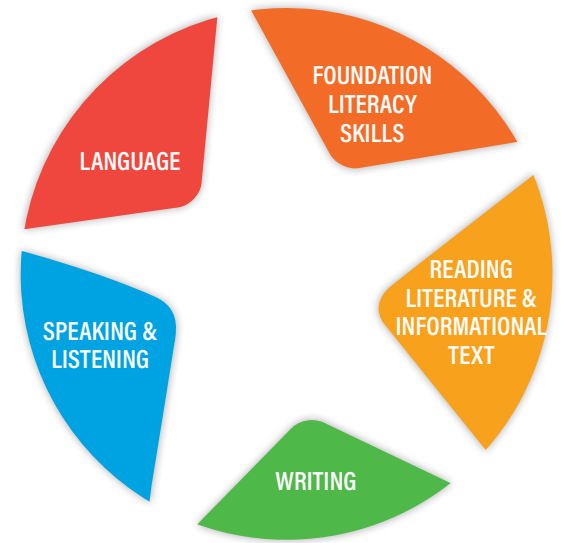 FOUNDATION
LITERACY
SKILLS
LANGUAGE
READING
LITERATURE &
INFORMATIONAL
TEXT
SPEAKING &
LISTENING
WRITING